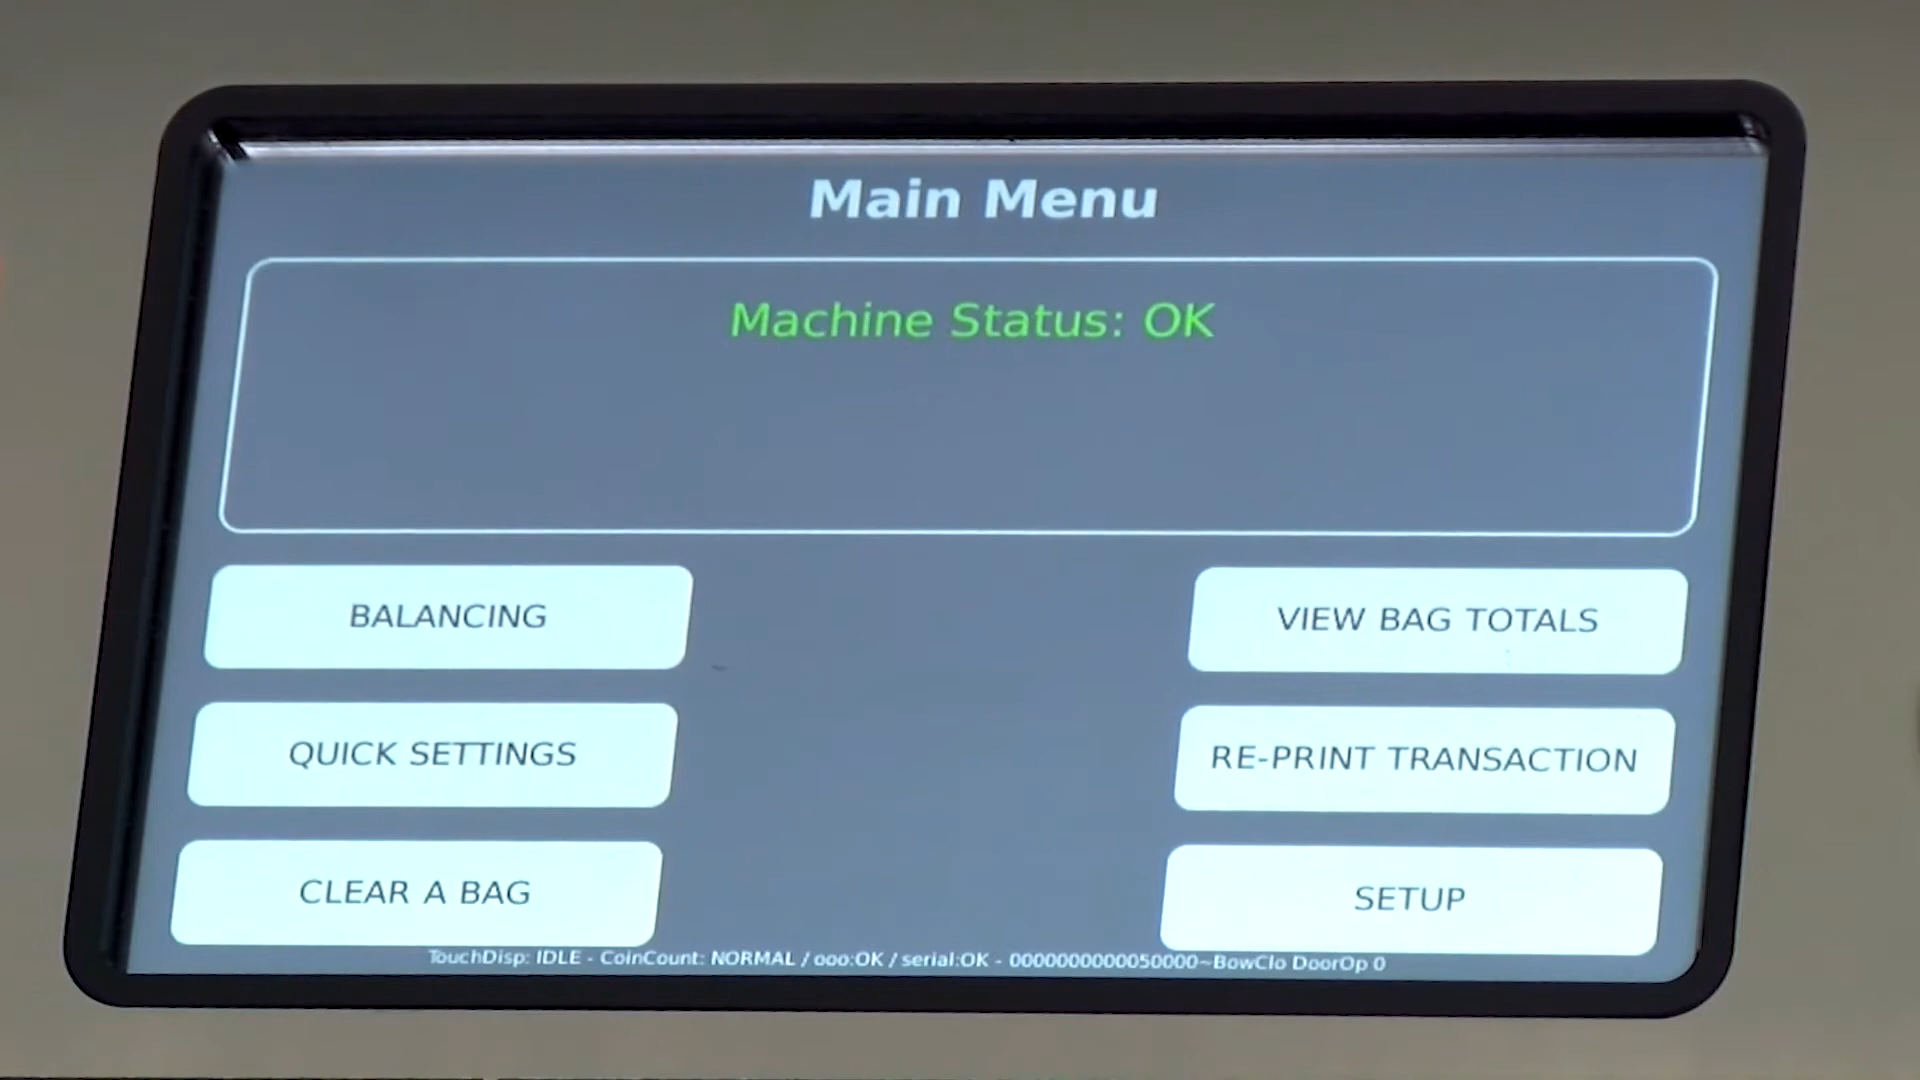 Main Menu
Machine Status: OK
BALANCING
VIEW BAG TOTALS
QUICK SETTINGS
RE-PRINT TRANSACTION
CLEAR A BAG
SETUP
TouchDisp: IDLE - CoinCount: NORMAL / ooo:OK / serial:OK - 0000000000050000~BowClo DoorOp 0